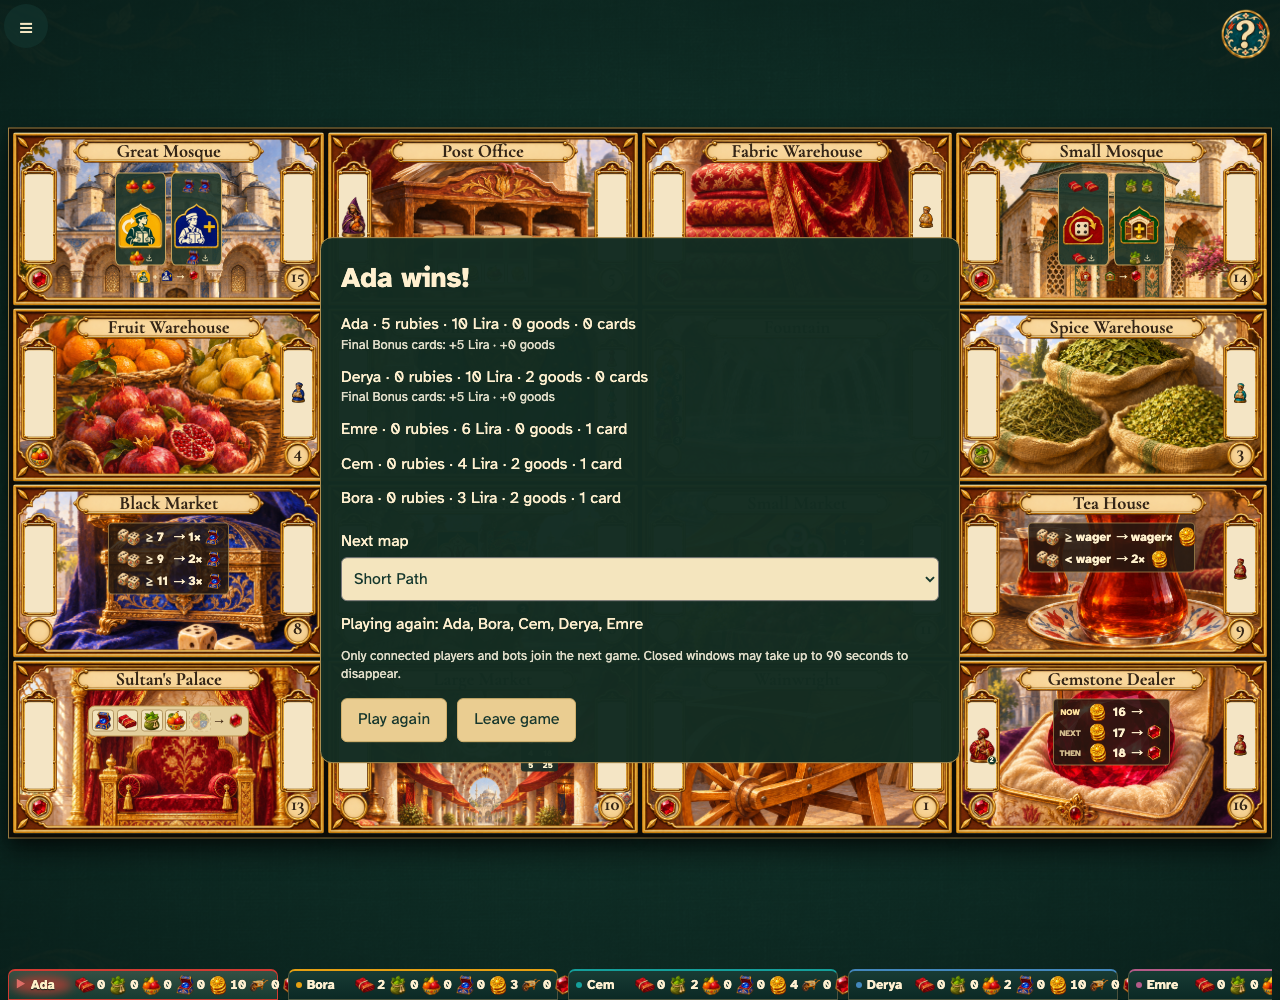 ?
Great Mosque
15
Post Office
Fabric Warehouse
Small Mosque
14
Ada wins!
Ada · 5 rubies · 10 Lira · 0 goods · 0 cards
Final Bonus cards: +5 Lira · +0 goods
Derya · 0 rubies · 10 Lira · 2 goods · 0 cards
Final Bonus cards: +5 Lira · +0 goods
Emre · 0 rubies · 6 Lira · 0 goods · 1 card
Cem · 0 rubies · 4 Lira · 2 goods · 1 card
Bora · 0 rubies · 3 Lira · 2 goods · 1 card
Next map
Short Path
Playing again: Ada, Bora, Cem, Derya, Emre
Only connected players and bots join the next game. Closed windows may take up to 90 seconds to
disappear.
Play again
Leave game
Fruit Warehouse
4
Spice Warehouse
3
Black Market
≥ 7 → 1×
≥ 9 → 2×
≥ 11 → 3×
8
Tea House
≥ wager → wager×
< wager → 2×
9
Sultan's Palace
→
13
5 25
10
1
Gemstone Dealer
NOW 16 →
NEXT 17 →
THEN 18 →
2
16
Ada 0 0 0 0 10 0
Bora 2 0 0 0 3 0
Cem 0 2 0 0 4 0
Derya 0 0 2 0 10 0
Emre 0 0 0